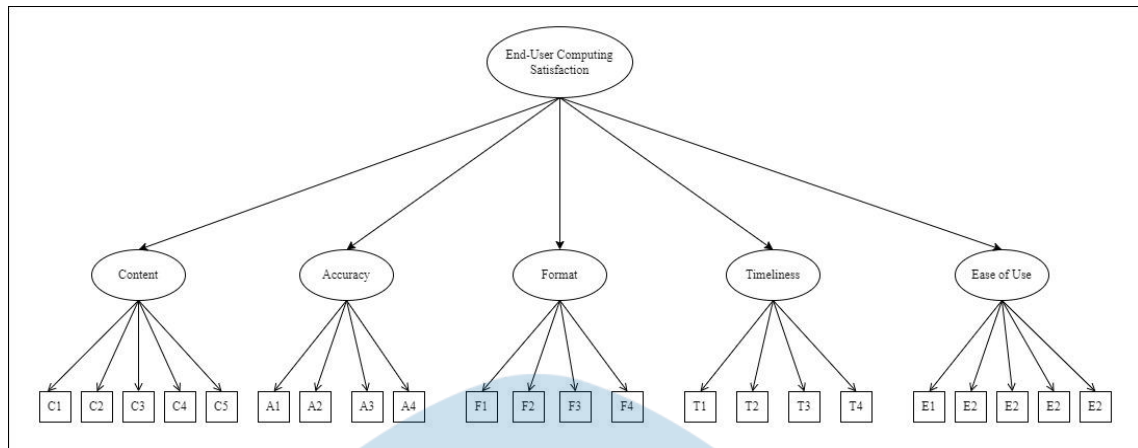 End-User Computing
Satisfaction
Content Accuracy Format Timeliness Ease of Use
C1 C2 C3 C4 C5 A1 A2 A3 A4 F1 F2 F3 F4 T1 T2 T3 T4 E1 E2 E2 E2 E2